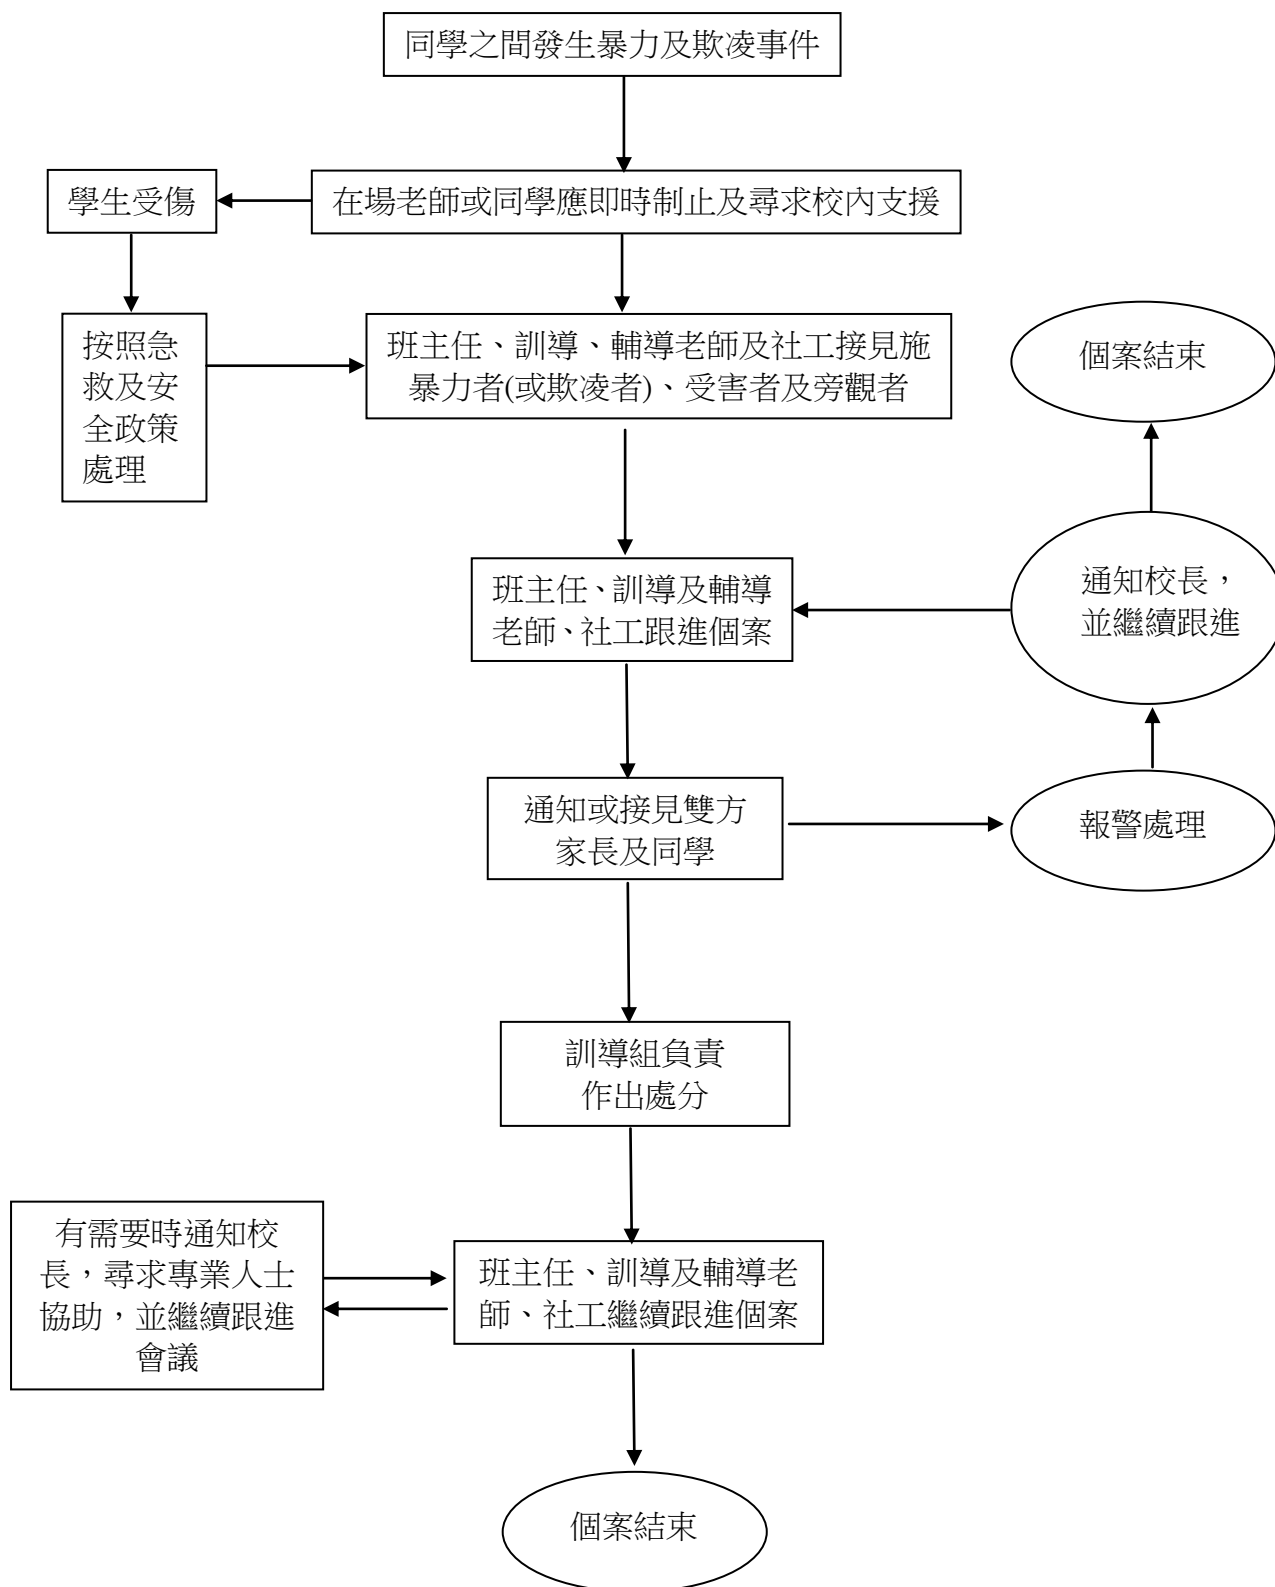 同學之間發生暴力及欺凌事件
學生受傷
在場老師或同學應即時制止及尋求校內支援
按照急
救及安
全政策
處理
班主任、訓導、輔導老師及社工接見施
暴力者(或欺凌者)、受害者及旁觀者
個案結束
班主任、訓導及輔導
老師、社工跟進個案
通知校長，
並繼續跟進
通知或接見雙方
家長及同學
報警處理
訓導組負責
作出處分
有需要時通知校
長，尋求專業人士
協助，並繼續跟進
會議
班主任、訓導及輔導老
師、社工繼續跟進個案
個案結束